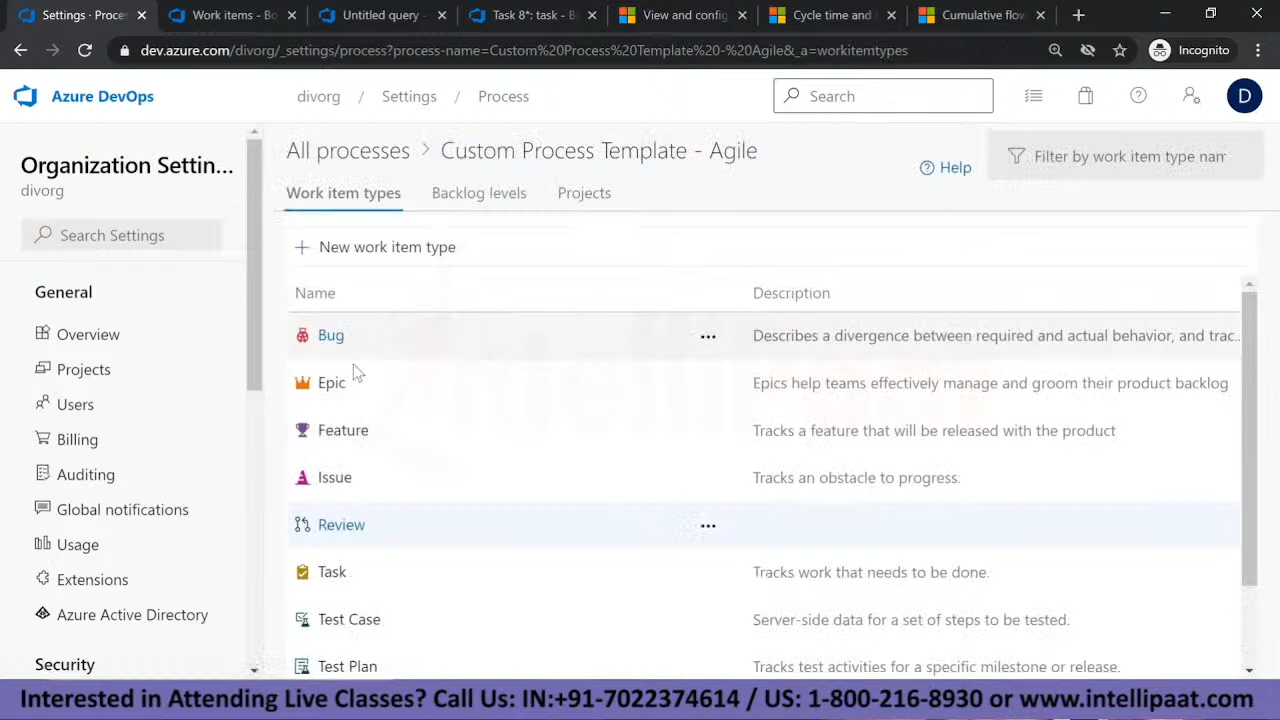 Settings · Proces
Work items - Bo
Untitled query -
Task 8*: task - Bo
View and config
Cycle time and
Cumulative flow
dev.azure.com/divorg/_settings/process?process-name=Custom%20Process%20Template%20-%20Agile&_a=workitemtypes
Incognito
Azure DevOps
divorg / Settings / Process
Search
D
Organization Settin...
divorg
Search Settings
General
Overview
Projects
Users
Billing
Auditing
Global notifications
Usage
Extensions
Azure Active Directory
Security
All processes > Custom Process Template - Agile
Help
Filter by work item type nam
Work item types
Backlog levels
Projects
+ New work item type
Name
Description
Bug
Describes a divergence between required and actual behavior, and trac...
Epic
Epics help teams effectively manage and groom their product backlog
Feature
Tracks a feature that will be released with the product
Issue
Tracks an obstacle to progress.
Review
Task
Tracks work that needs to be done.
Test Case
Server-side data for a set of steps to be tested.
Test Plan
Tracks test activities for a specific milestone or release.
Interested in Attending Live Classes? Call Us: IN:+91-7022374614 / US: 1-800-216-8930 or www.intellipaat.com